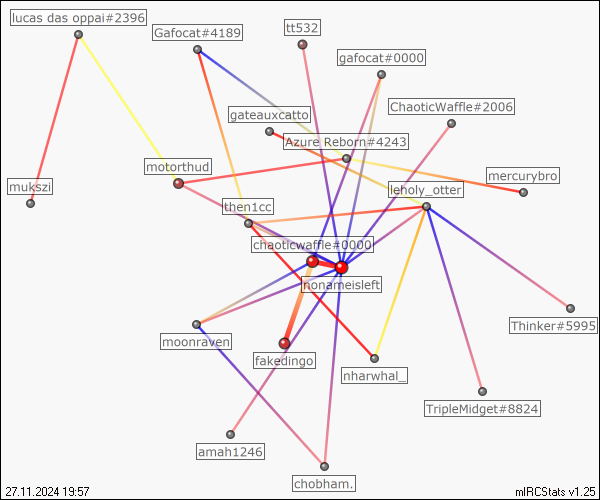 lucas das oppai#2396
Gafocat#4189
tt532
gafocat#0000
ChaoticWaffle#2006
gateauxcatto
Azure Reborn#4243
motorthud
mercurybro
mukszi
leholy_otter
then1cc
chaoticwaffle#0000
nonameisleft
Thinker#5995
moonraven
fakedingo
nharwhal_
TripleMidget#8824
amah1246
chobham.
27.11.2024 19:57
mIRCStats v1.25